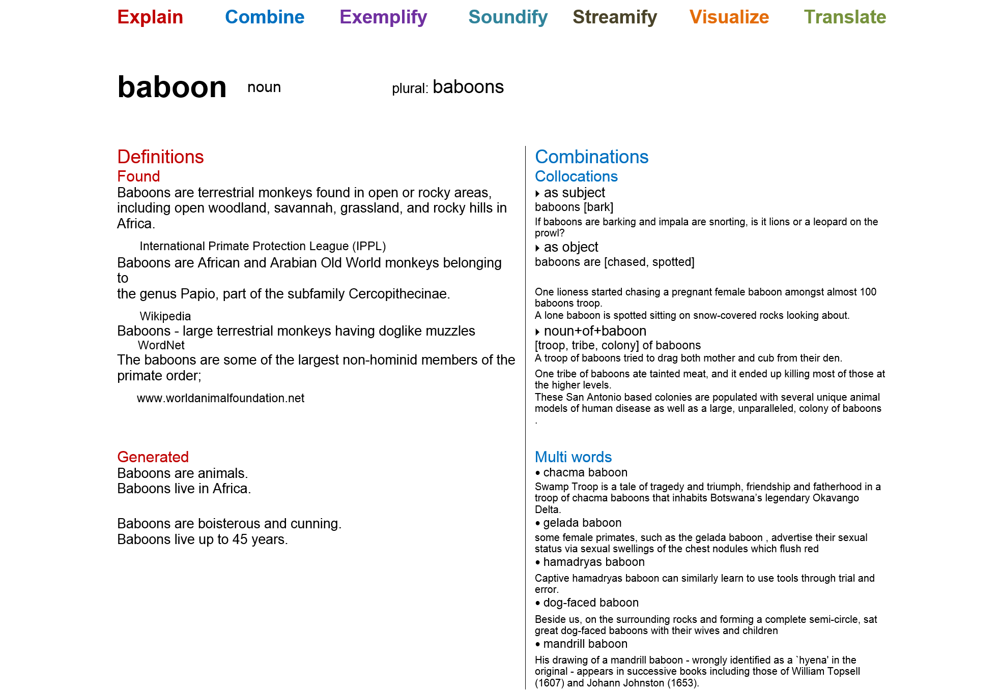 Explain Combine Exemplify Soundify Streamify Visualize Translate
baboon noun plural: baboons
Definitions
Found
Baboons are terrestrial monkeys found in open or rocky areas,
including open woodland, savannah, grassland, and rocky hills in
Africa.
International Primate Protection League (IPPL)
Baboons are African and Arabian Old World monkeys belonging
to
the genus Papio, part of the subfamily Cercopithecinae.
Wikipedia
Baboons - large terrestrial monkeys having doglike muzzles
WordNet
The baboons are some of the largest non-hominid members of the
primate order;
www.worldanimalfoundation.net
Generated
Baboons are animals.
Baboons live in Africa.
Baboons are boisterous and cunning.
Baboons live up to 45 years.
Combinations
Collocations
‣ as subject
baboons [bark]
If baboons are barking and impala are snorting, is it lions or a leopard on the
prowl?
‣ as object
baboons are [chased, spotted]
One lioness started chasing a pregnant female baboon amongst almost 100
baboons troop.
A lone baboon is spotted sitting on snow-covered rocks looking about.
‣ noun+of+baboon
[troop, tribe, colony] of baboons
A troop of baboons tried to drag both mother and cub from their den.
One tribe of baboons ate tainted meat, and it ended up killing most of those at
the higher levels.
These San Antonio based colonies are populated with several unique animal
models of human disease as well as a large, unparalleled, colony of baboons
.
Multi words
• chacma baboon
Swamp Troop is a tale of tragedy and triumph, friendship and fatherhood in a
troop of chacma baboons that inhabits Botswana’s legendary Okavango
Delta.
• gelada baboon
some female primates, such as the gelada baboon , advertise their sexual
status via sexual swellings of the chest nodules which flush red
• hamadryas baboon
Captive hamadryas baboon can similarly learn to use tools through trial and
error.
• dog-faced baboon
Beside us, on the surrounding rocks and forming a complete semi-circle, sat
great dog-faced baboons with their wives and children
• mandrill baboon
His drawing of a mandrill baboon - wrongly identified as a `hyena' in the
original - appears in successive books including those of William Topsell
(1607) and Johann Johnston (1653).